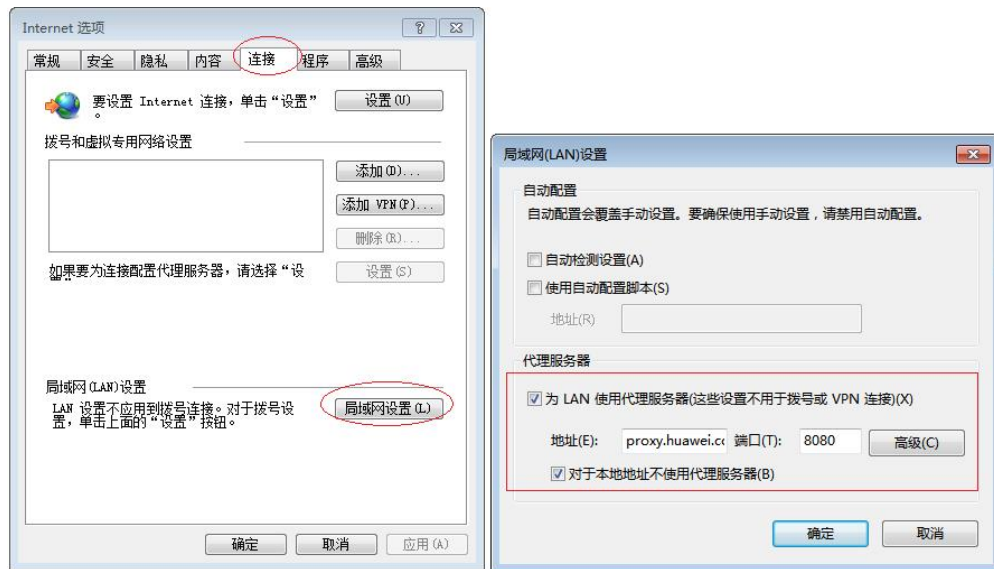 Internet 选项
常规 安全 隐私 内容 连接 程序 高级
要设置 Internet 连接，单击“设置”
。
设置(U)
拨号和虚拟专用网络设置
添加(D)...
添加 VPN(P)...
删除(R)...
如果要为连接配置代理服务器，请选择“设
设置(S)
局域网(LAN)设置
LAN 设置不应用到拨号连接。对于拨号设
置，单击上面的“设置”按钮。
局域网设置(L)
确定 取消 应用(A)
局域网(LAN)设置
自动配置
自动配置会覆盖手动设置。要确保使用手动设置，请禁用自动配置。
自动检测设置(A)
使用自动配置脚本(S)
地址(R)
代理服务器
为 LAN 使用代理服务器(这些设置不用于拨号或 VPN 连接)(X)
地址(E): proxy.huawei.cc 端口(T): 8080 高级(C)
对于本地地址不使用代理服务器(B)
确定 取消